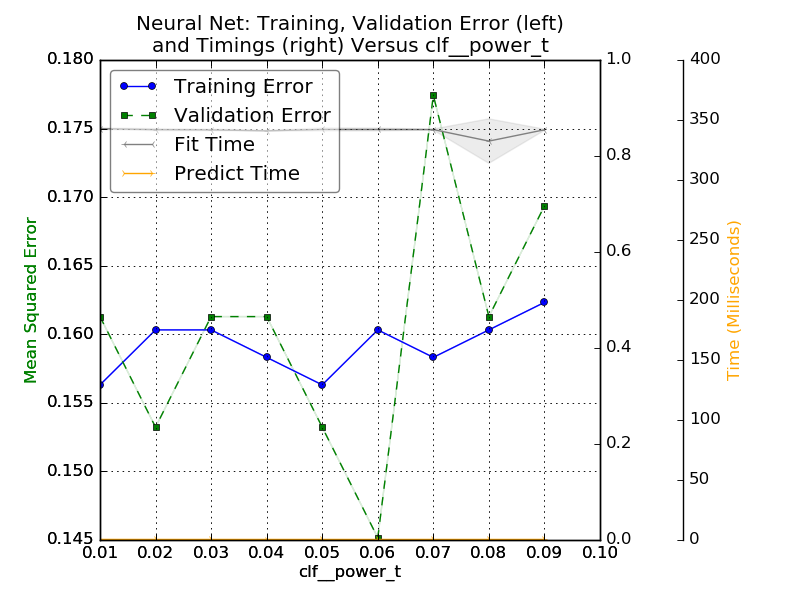 Neural Net: Training, Validation Error (left)
and Timings (right) Versus clf__power_t
Training Error
Validation Error
Fit Time
Predict Time
Mean Squared Error
0.180
0.175
0.170
0.165
0.160
0.155
0.150
0.145
0.01 0.02 0.03 0.04 0.05 0.06 0.07 0.08 0.09 0.10
clf__power_t
1.0
0.8
0.6
0.4
0.2
0.0
400
350
300
250
200
150
100
50
0
Time (Milliseconds)